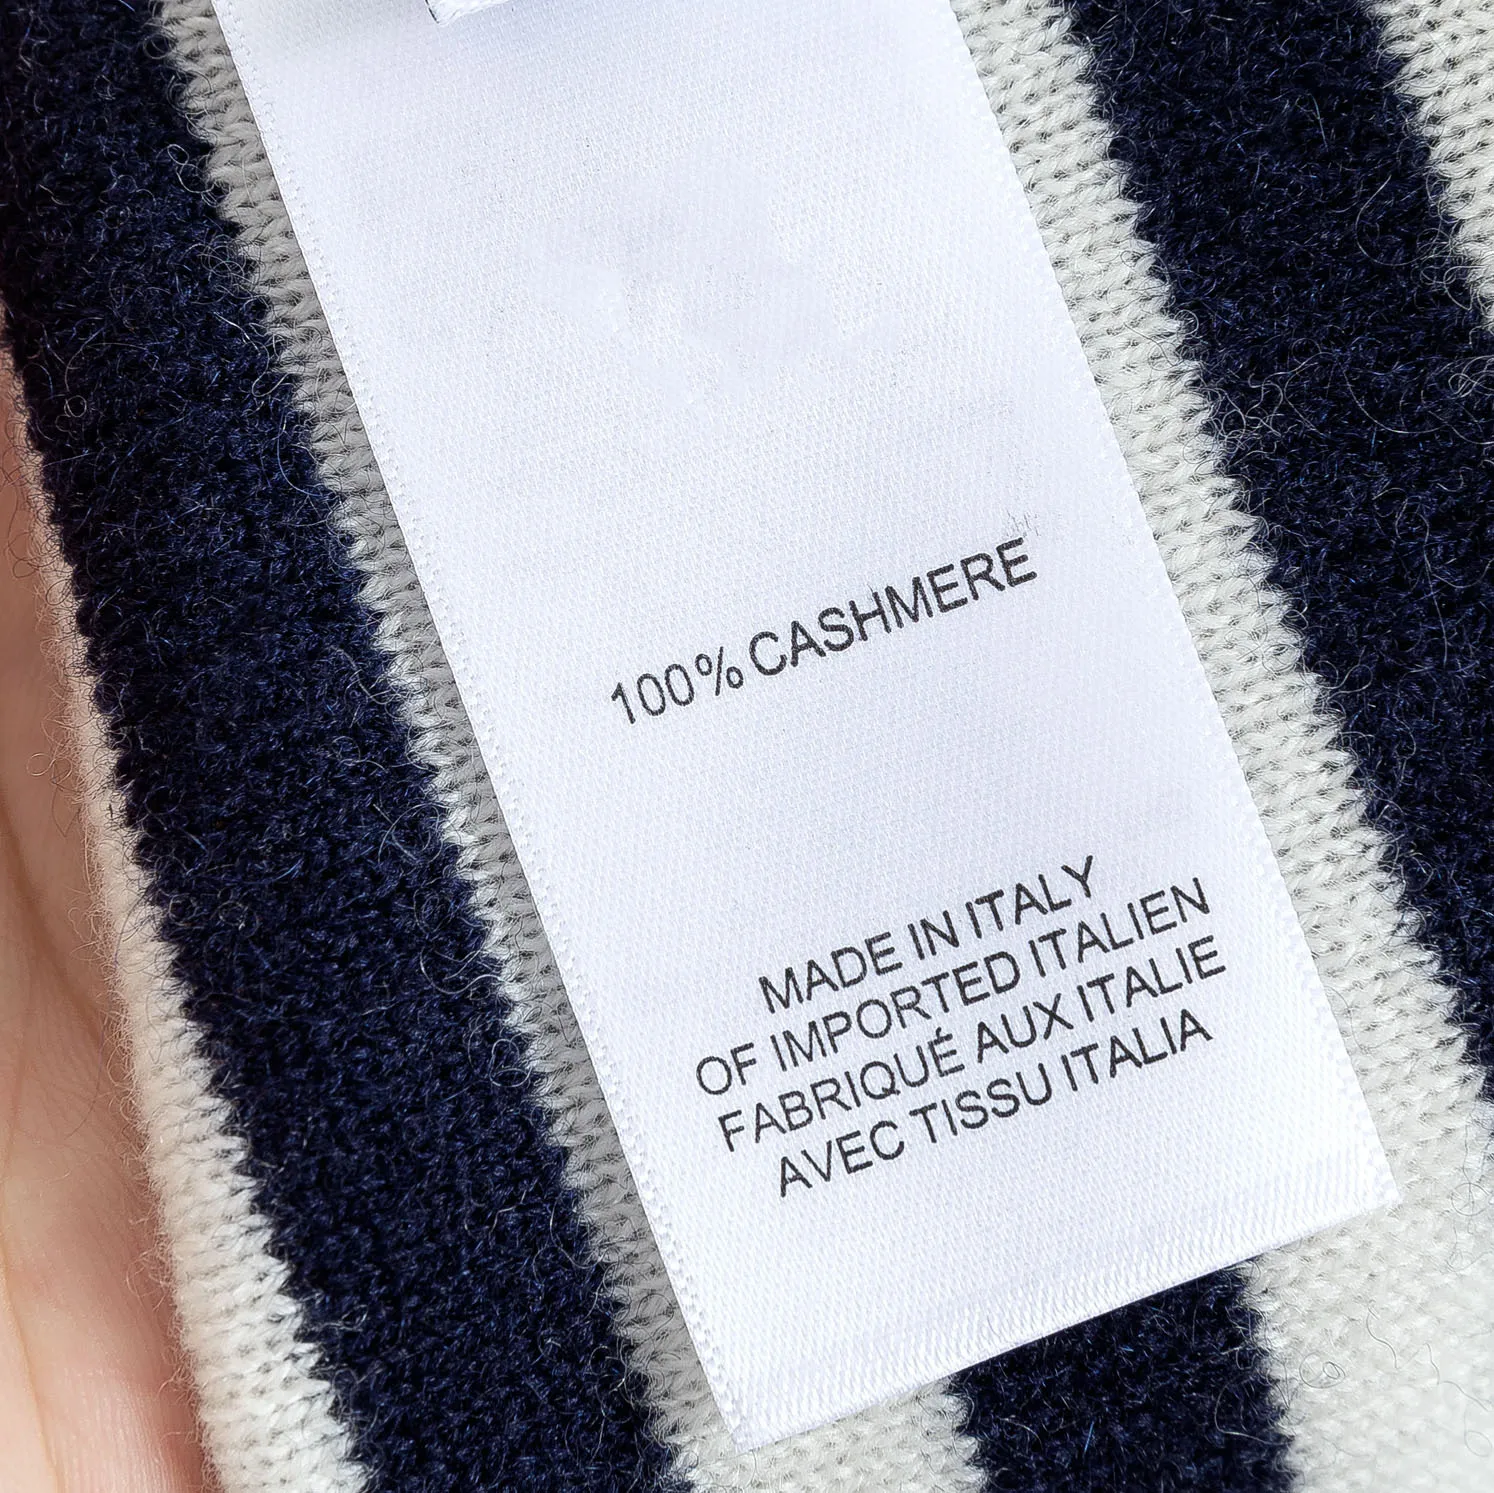 100% CASHMERE
MADE IN ITALY
OF IMPORTED ITALIEN
FABRIQUÉ AUX ITALIE
AVEC TISSU ITALIA